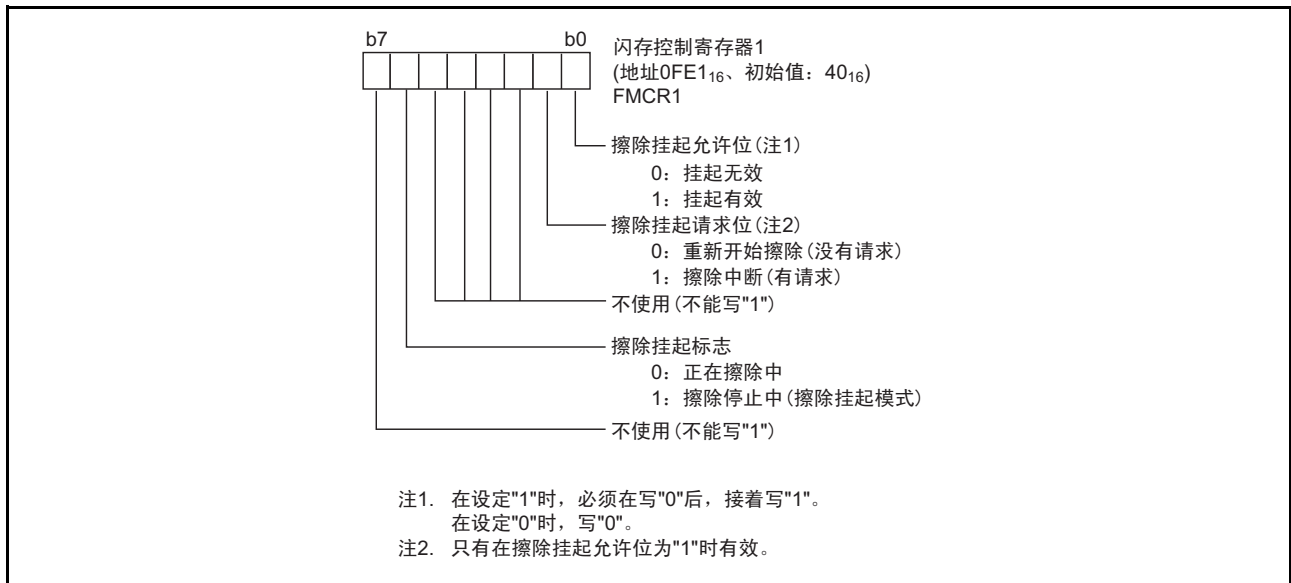 b7 b0
闪存控制寄存器1
(地址0FE1₁₆、初始值：40₁₆)
FMCR1
擦除挂起允许位(注1)
0：挂起无效
1：挂起有效
擦除挂起请求位(注2)
0：重新开始擦除(没有请求)
1：擦除中断(有请求)
不使用(不能写"1")
擦除挂起标志
0：正在擦除中
1：擦除停止中(擦除挂起模式)
不使用(不能写"1")
注1. 在设定"1"时，必须在写"0"后，接着写"1"。
在设定"0"时，写"0"。
注2. 只有在擦除挂起允许位为"1"时有效。